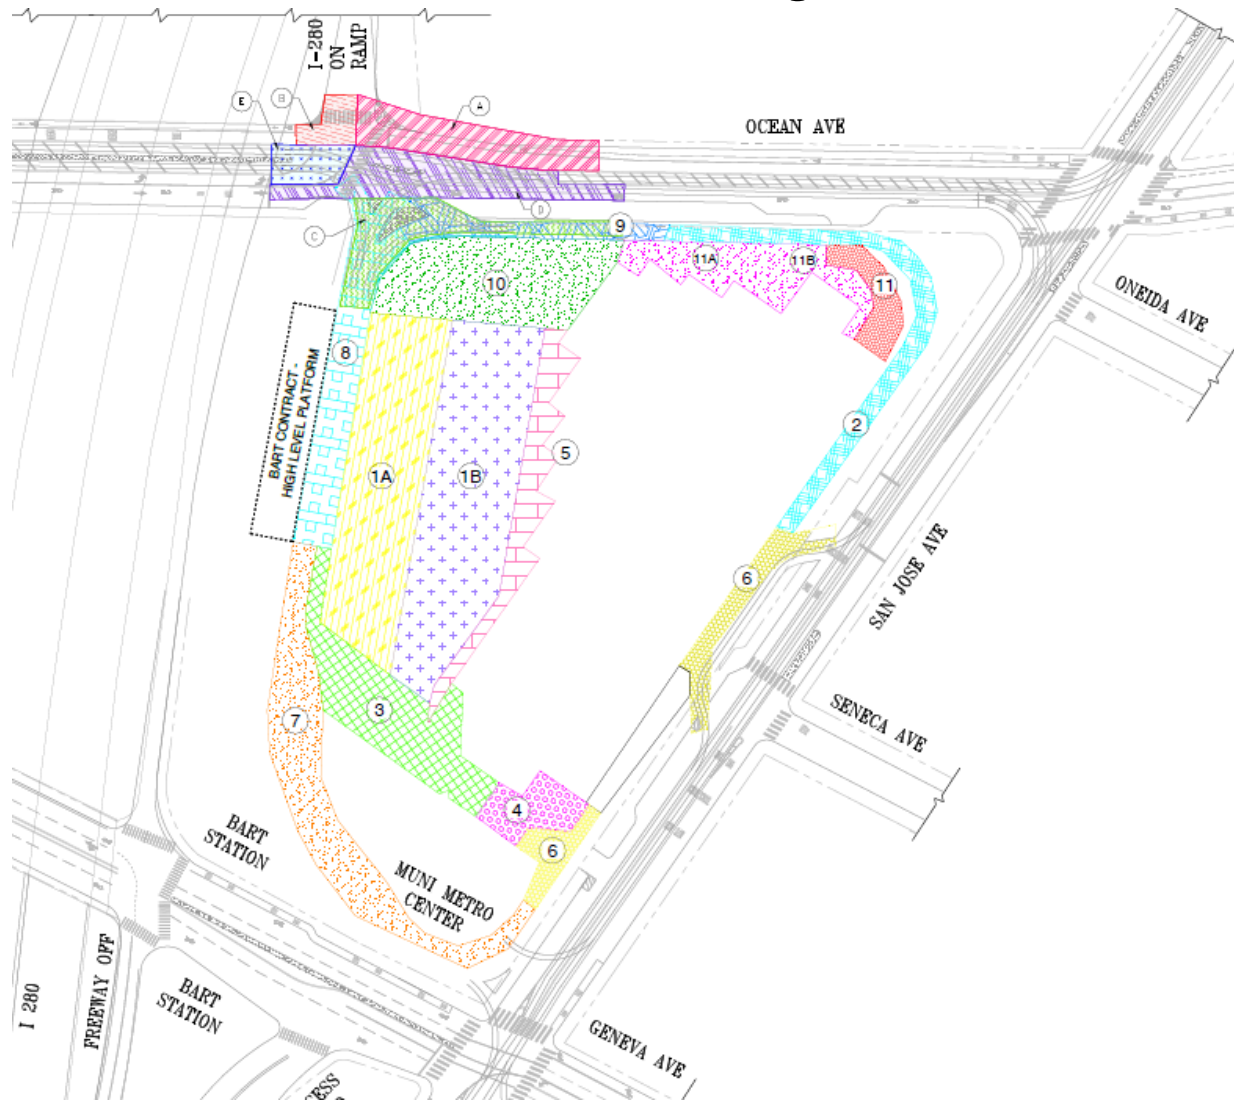 I-280
ON
RAMP
E
B
A
OCEAN AVE
D
C
9
10
11A
11B
11
ONEIDA AVE
8
BART CONTRACT -
HIGH LEVEL PLATFORM
2
5
1A
1B
SAN JOSE AVE
6
SENECA AVE
3
7
4
6
BART
STATION
MUNI METRO
CENTER
I 280
FREEWAY OFF
BART
STATION
GENEVA AVE